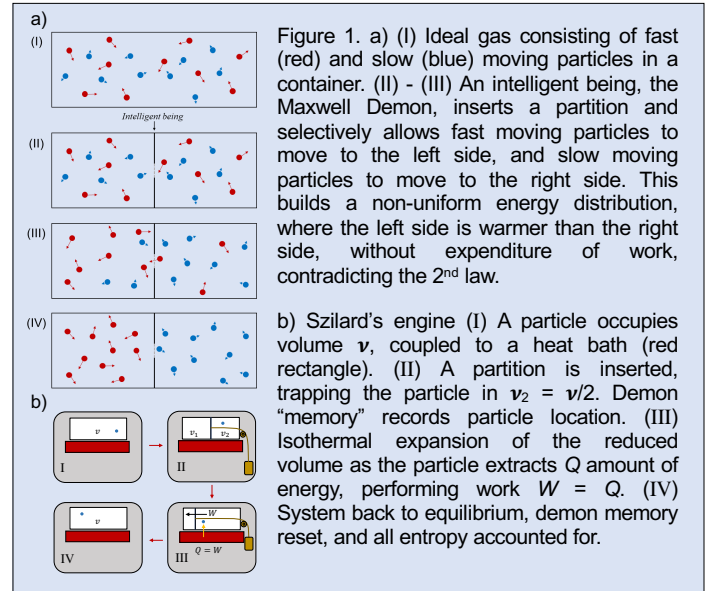 a)
(I)
Intelligent being
(II)
(III)
(IV)
b)
v
I
v₁ v₂
II
v
IV
W
Q = W
III
Figure 1. a) (I) Ideal gas consisting of fast
(red) and slow (blue) moving particles in a
container. (II) - (III) An intelligent being, the
Maxwell Demon, inserts a partition and
selectively allows fast moving particles to
move to the left side, and slow moving
particles to move to the right side. This
builds a non-uniform energy distribution,
where the left side is warmer than the right
side, without expenditure of work,
contradicting the 2ⁿᵈ law.
b) Szilard's engine (I) A particle occupies
volume v, coupled to a heat bath (red
rectangle). (II) A partition is inserted,
trapping the particle in v₂ = v/2. Demon
“memory” records particle location. (III)
Isothermal expansion of the reduced
volume as the particle extracts Q amount of
energy, performing work W = Q. (IV)
System back to equilibrium, demon memory
reset, and all entropy accounted for.